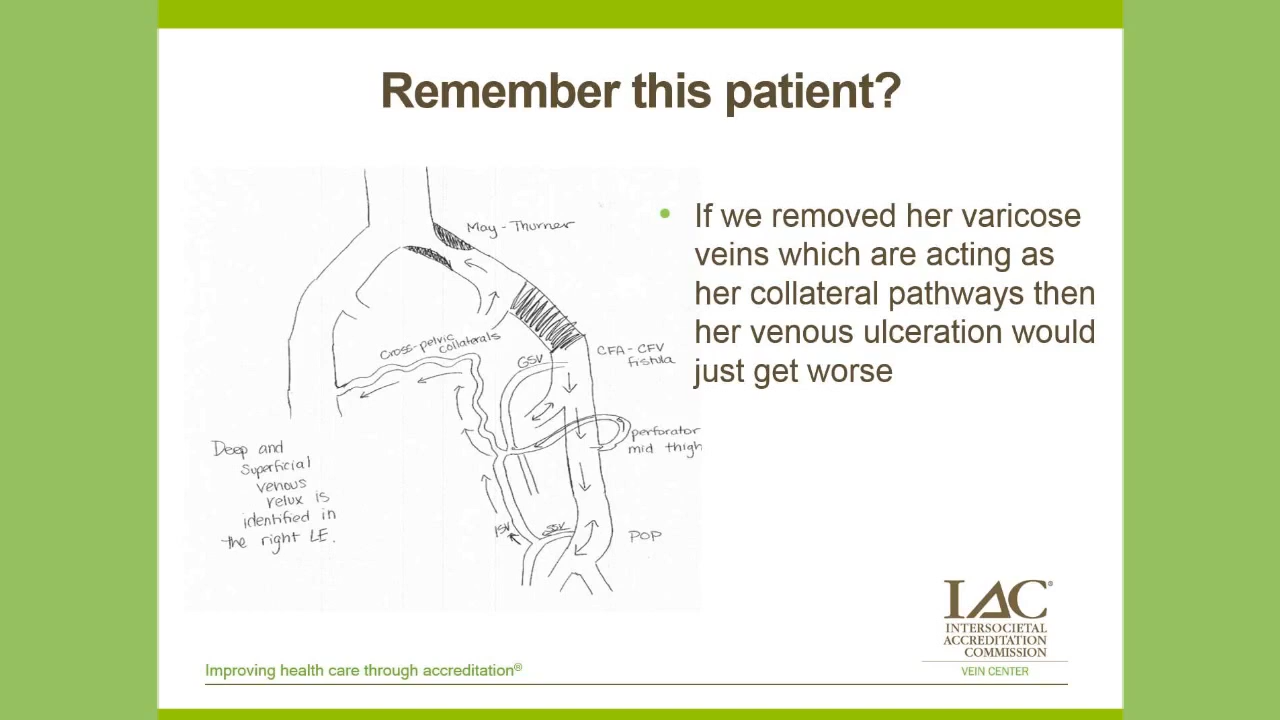 Remember this patient?
May - Thurner
Cross-pelvic
collaterals
GSV
CFA - CFV
fistula
perforator
mid thigh
Deep and
Superficial
venous
relux is
identified in
the right LE.
SSV
POP
• If we removed her varicose
veins which are acting as
her collateral pathways then
her venous ulceration would
just get worse
IAC®
INTERSOCIETAL
ACCREDITATION
COMMISSION
VEIN CENTER
Improving health care through accreditation®